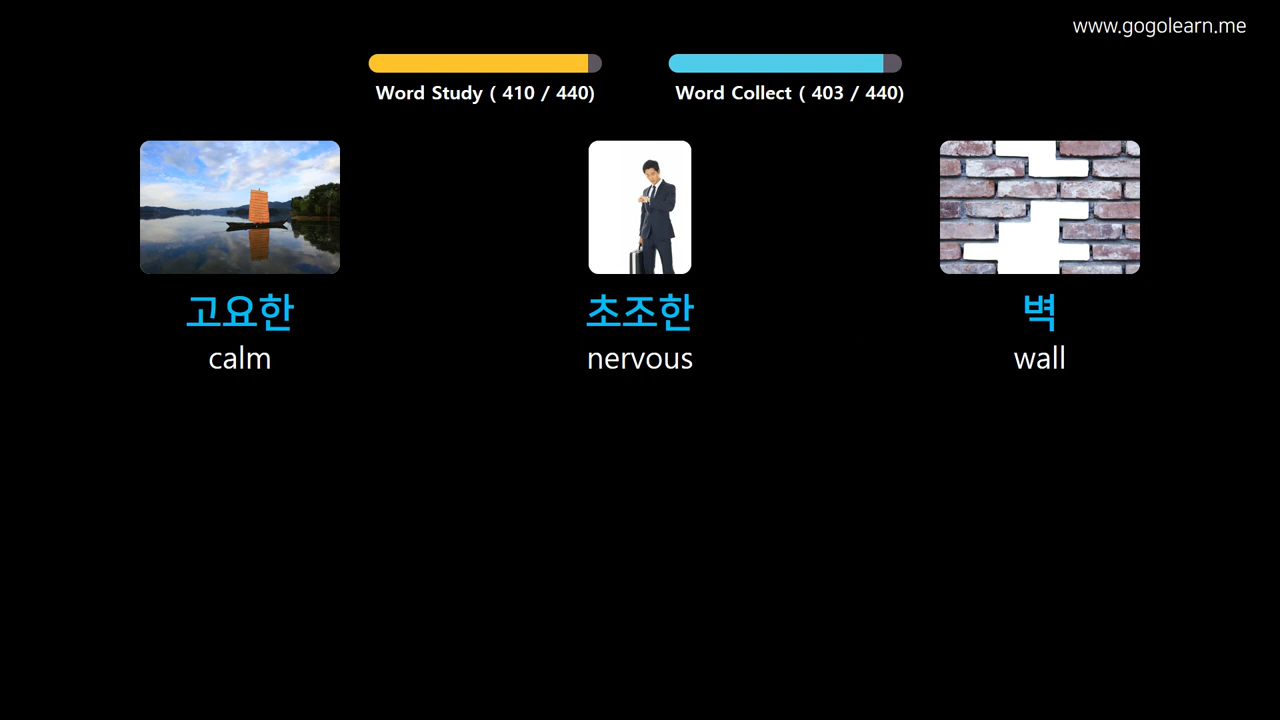 www.gogolearn.me
Word Study ( 410 / 440)
Word Collect ( 403 / 440)
고요한
calm
초조한
nervous
벽
wall